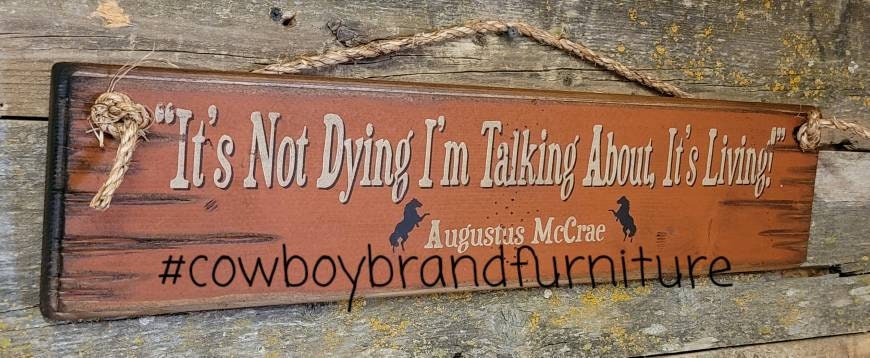 “It's Not Dying I'm Talking About, It's Living!”
Augustus McCrae
#cowboybrandfurniture